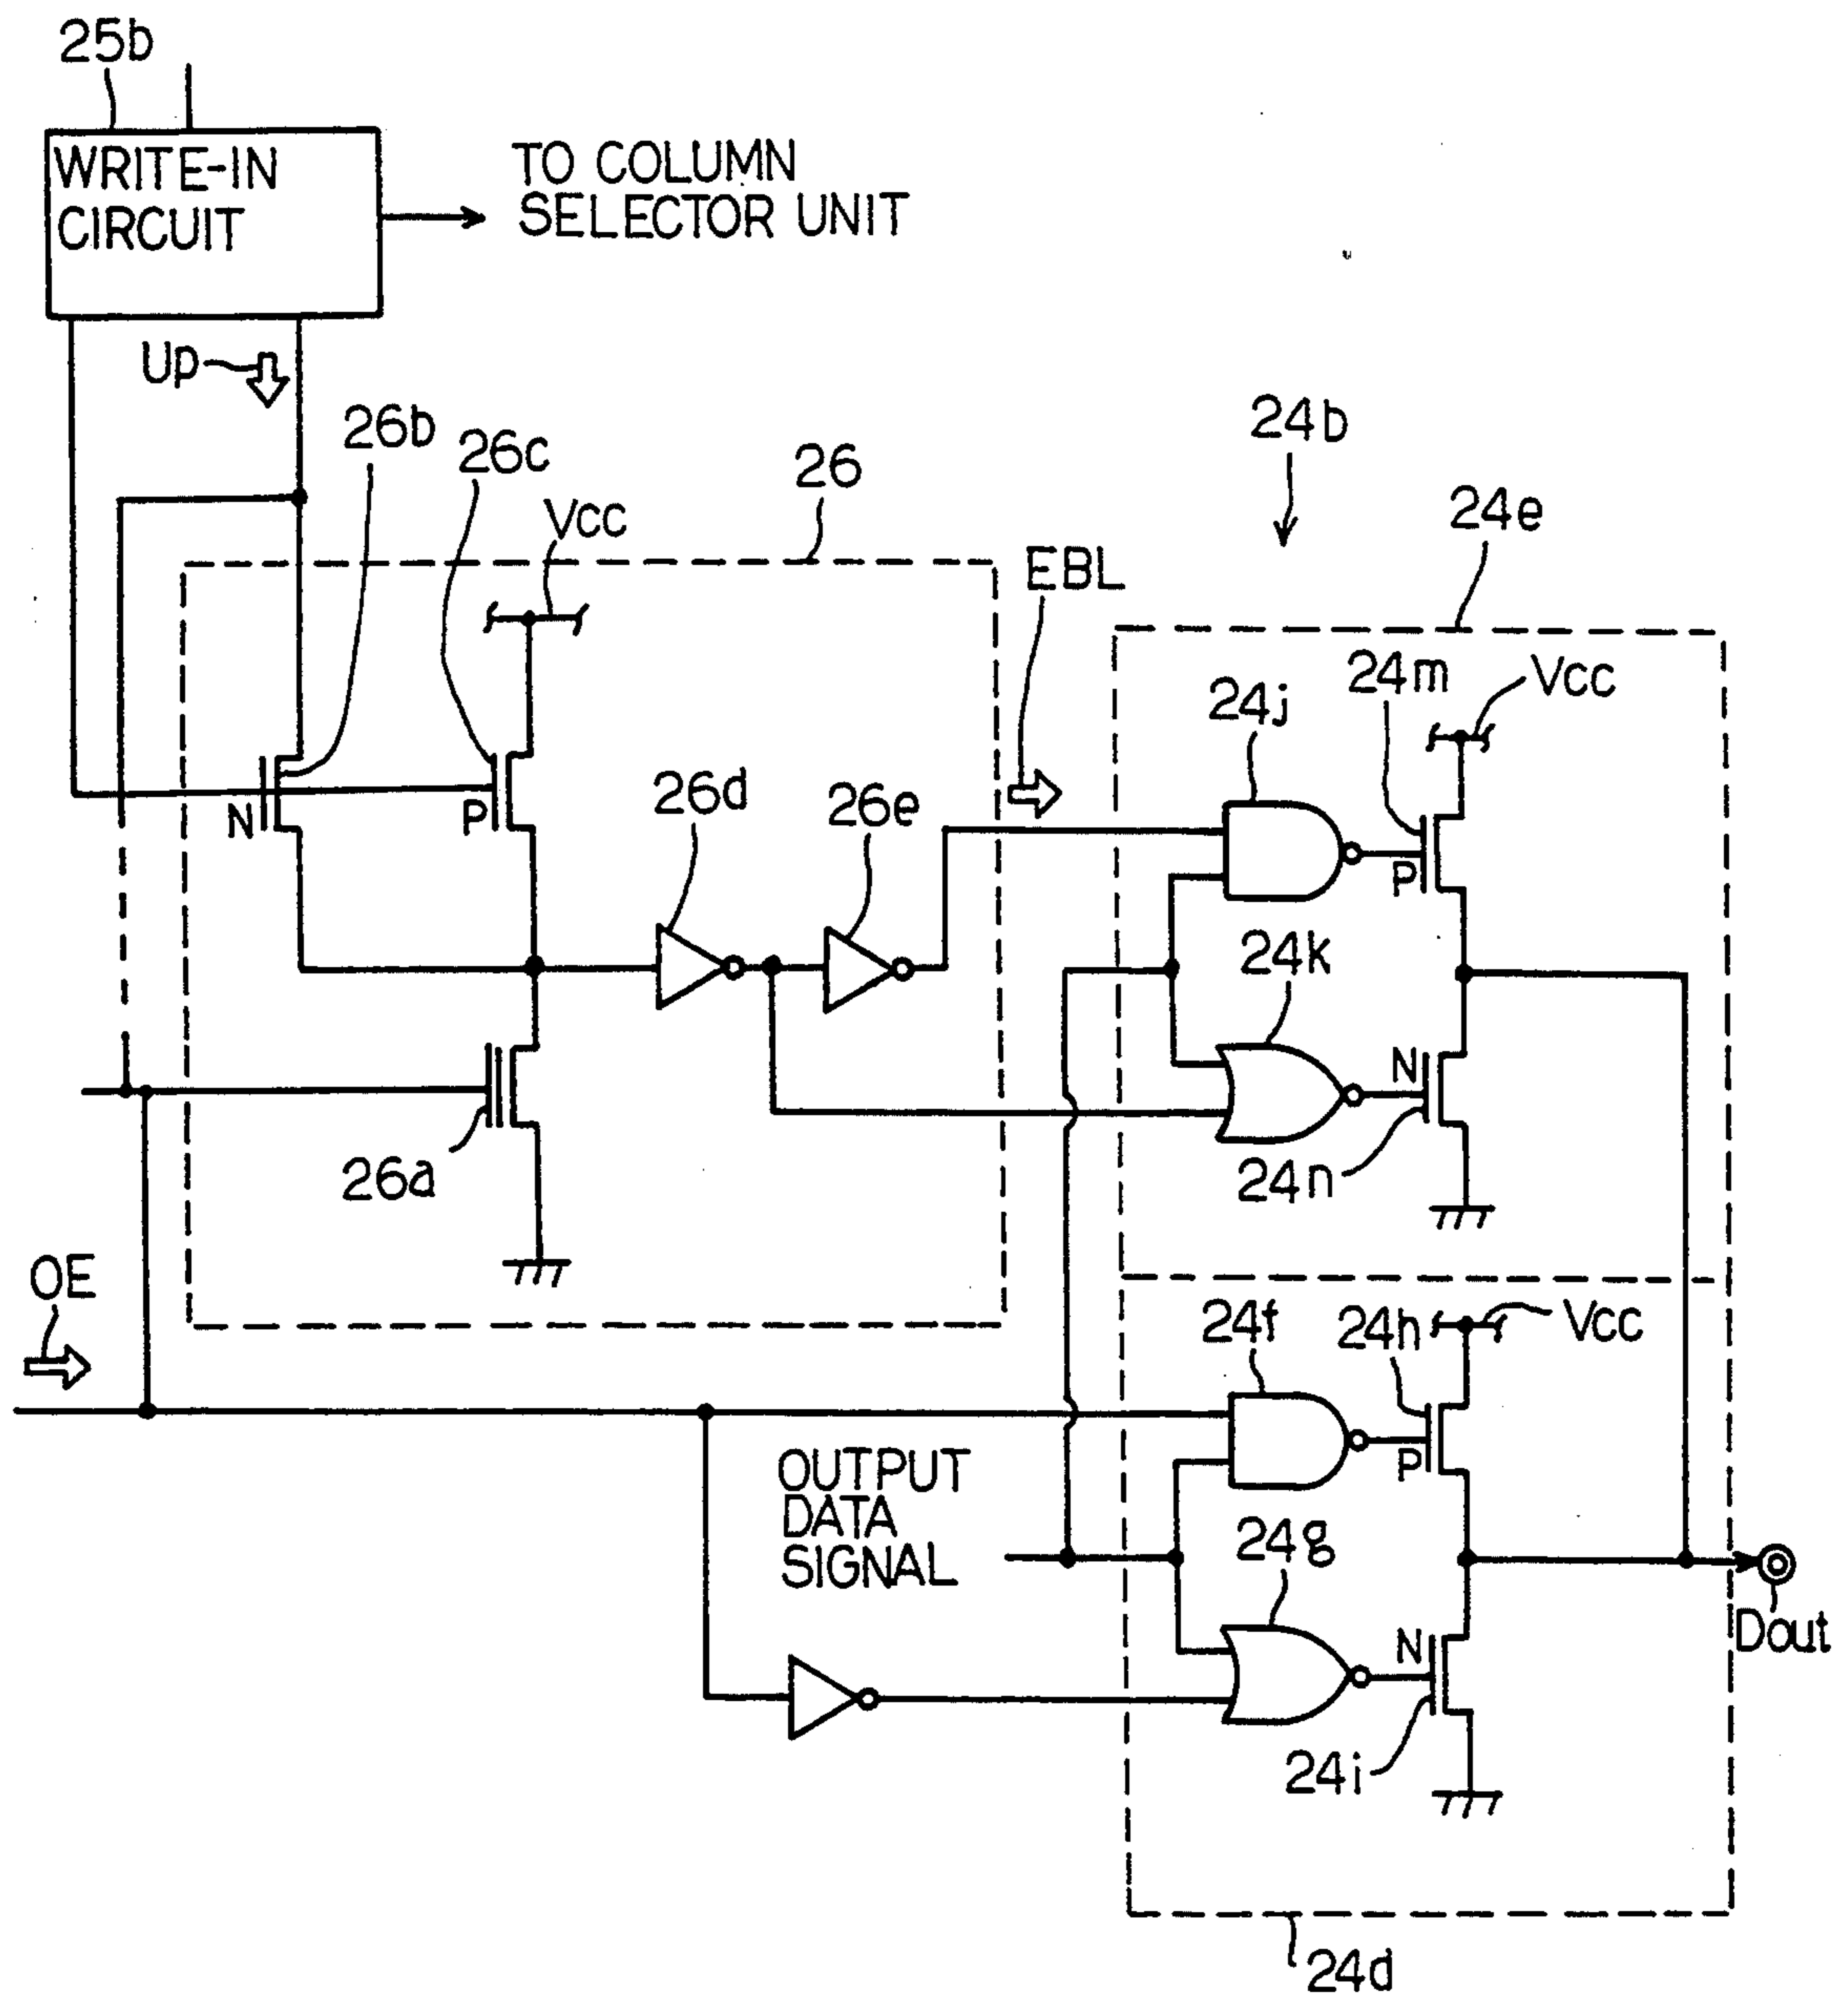 25b
WRITE-IN
CIRCUIT
TO COLUMN
SELECTOR UNIT
Up
26b
26c
26
Vcc
24b
24e
EBL
24j
24m
Vcc
N
P
26d
26e
P
24k
N
24n
26a
OE
24f
24h
Vcc
P
OUTPUT
DATA
SIGNAL
24g
N
Dout
24i
24d